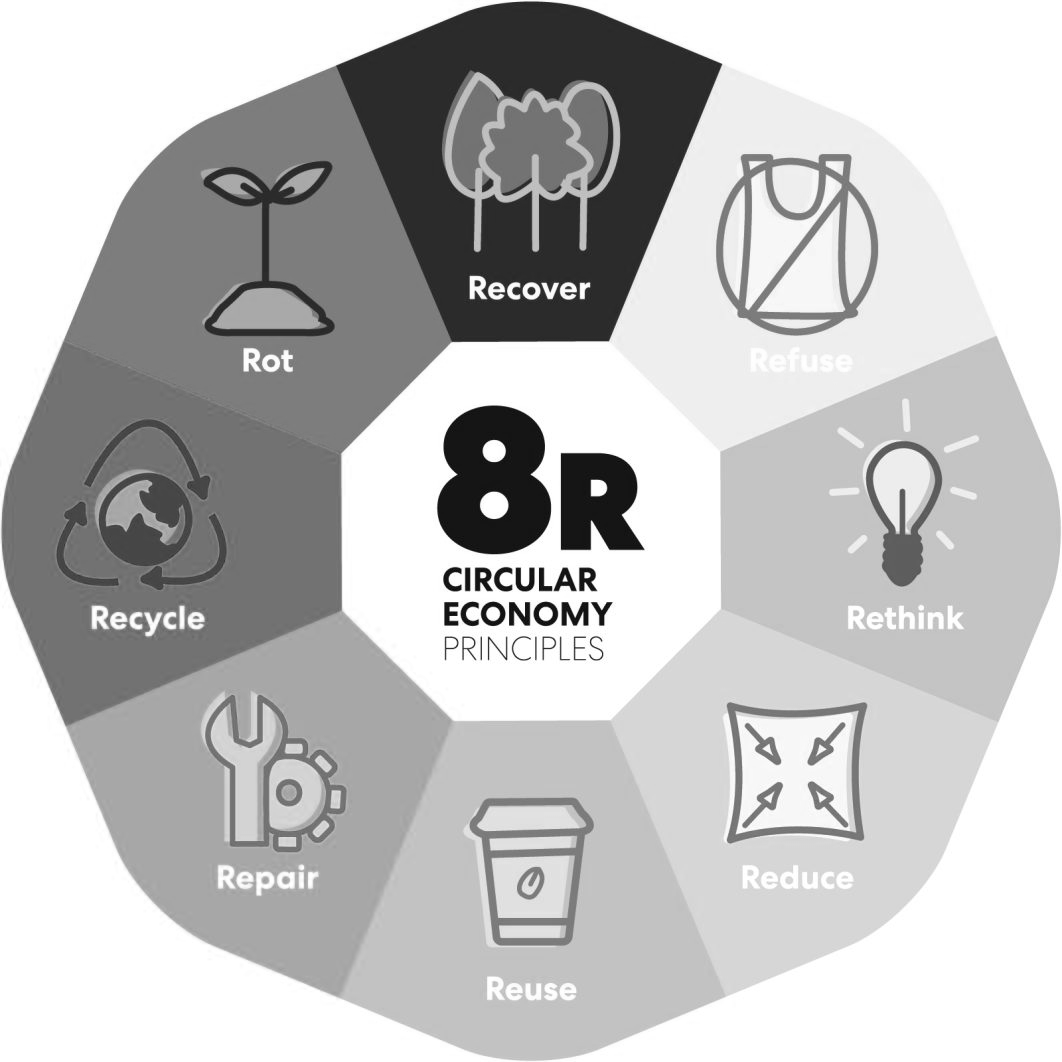 Recover
Refuse
Rethink
Reduce
Reuse
Repair
Recycle
Rot
8R
CIRCULAR
ECONOMY
PRINCIPLES